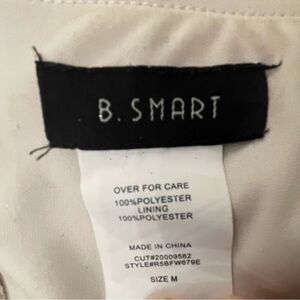 B. SMART
OVER FOR CARE
100%POLYESTER
LINING
100%POLYESTER
MADE IN CHINA
CUT#20009582
STYLE#R5BFW679E
SIZE M